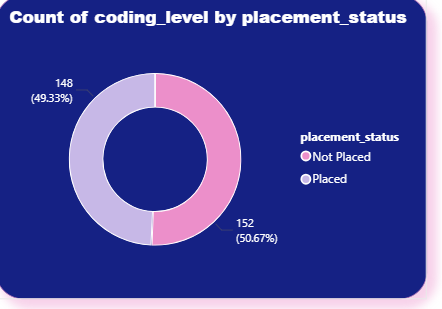 Count of coding_level by placement_status
148
(49.33%)
placement_status
Not Placed
Placed
152
(50.67%)